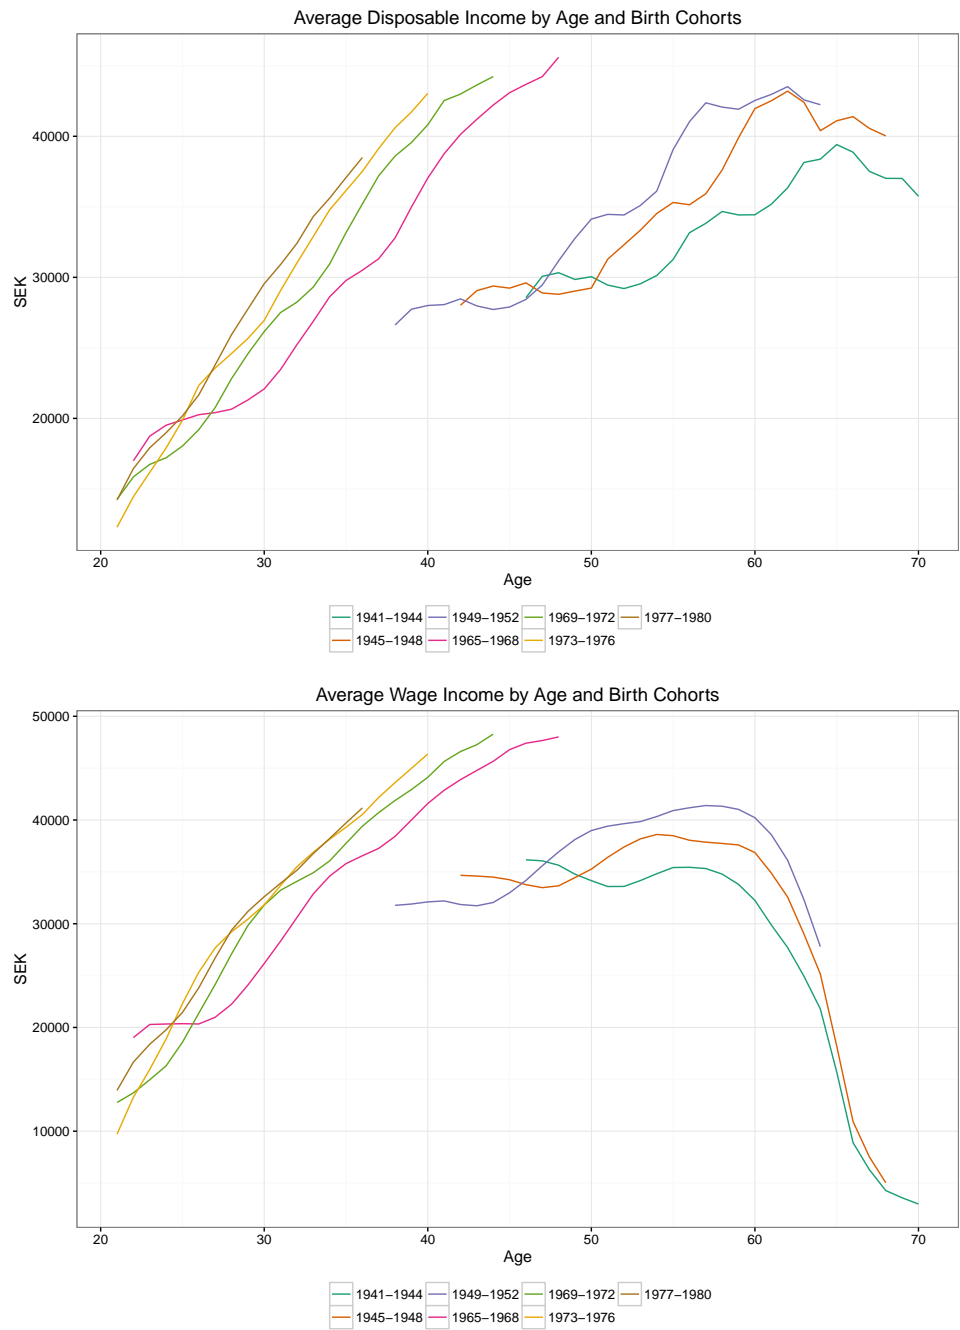 Average Disposable Income by Age and Birth Cohorts
40000
30000
20000
SEK
20 30 40 50 60 70
Age
1941−1944 1949−1952 1969−1972 1977−1980
1945−1948 1965−1968 1973−1976
Average Wage Income by Age and Birth Cohorts
50000
40000
30000
20000
10000
SEK
20 30 40 50 60 70
Age
1941−1944 1949−1952 1969−1972 1977−1980
1945−1948 1965−1968 1973−1976